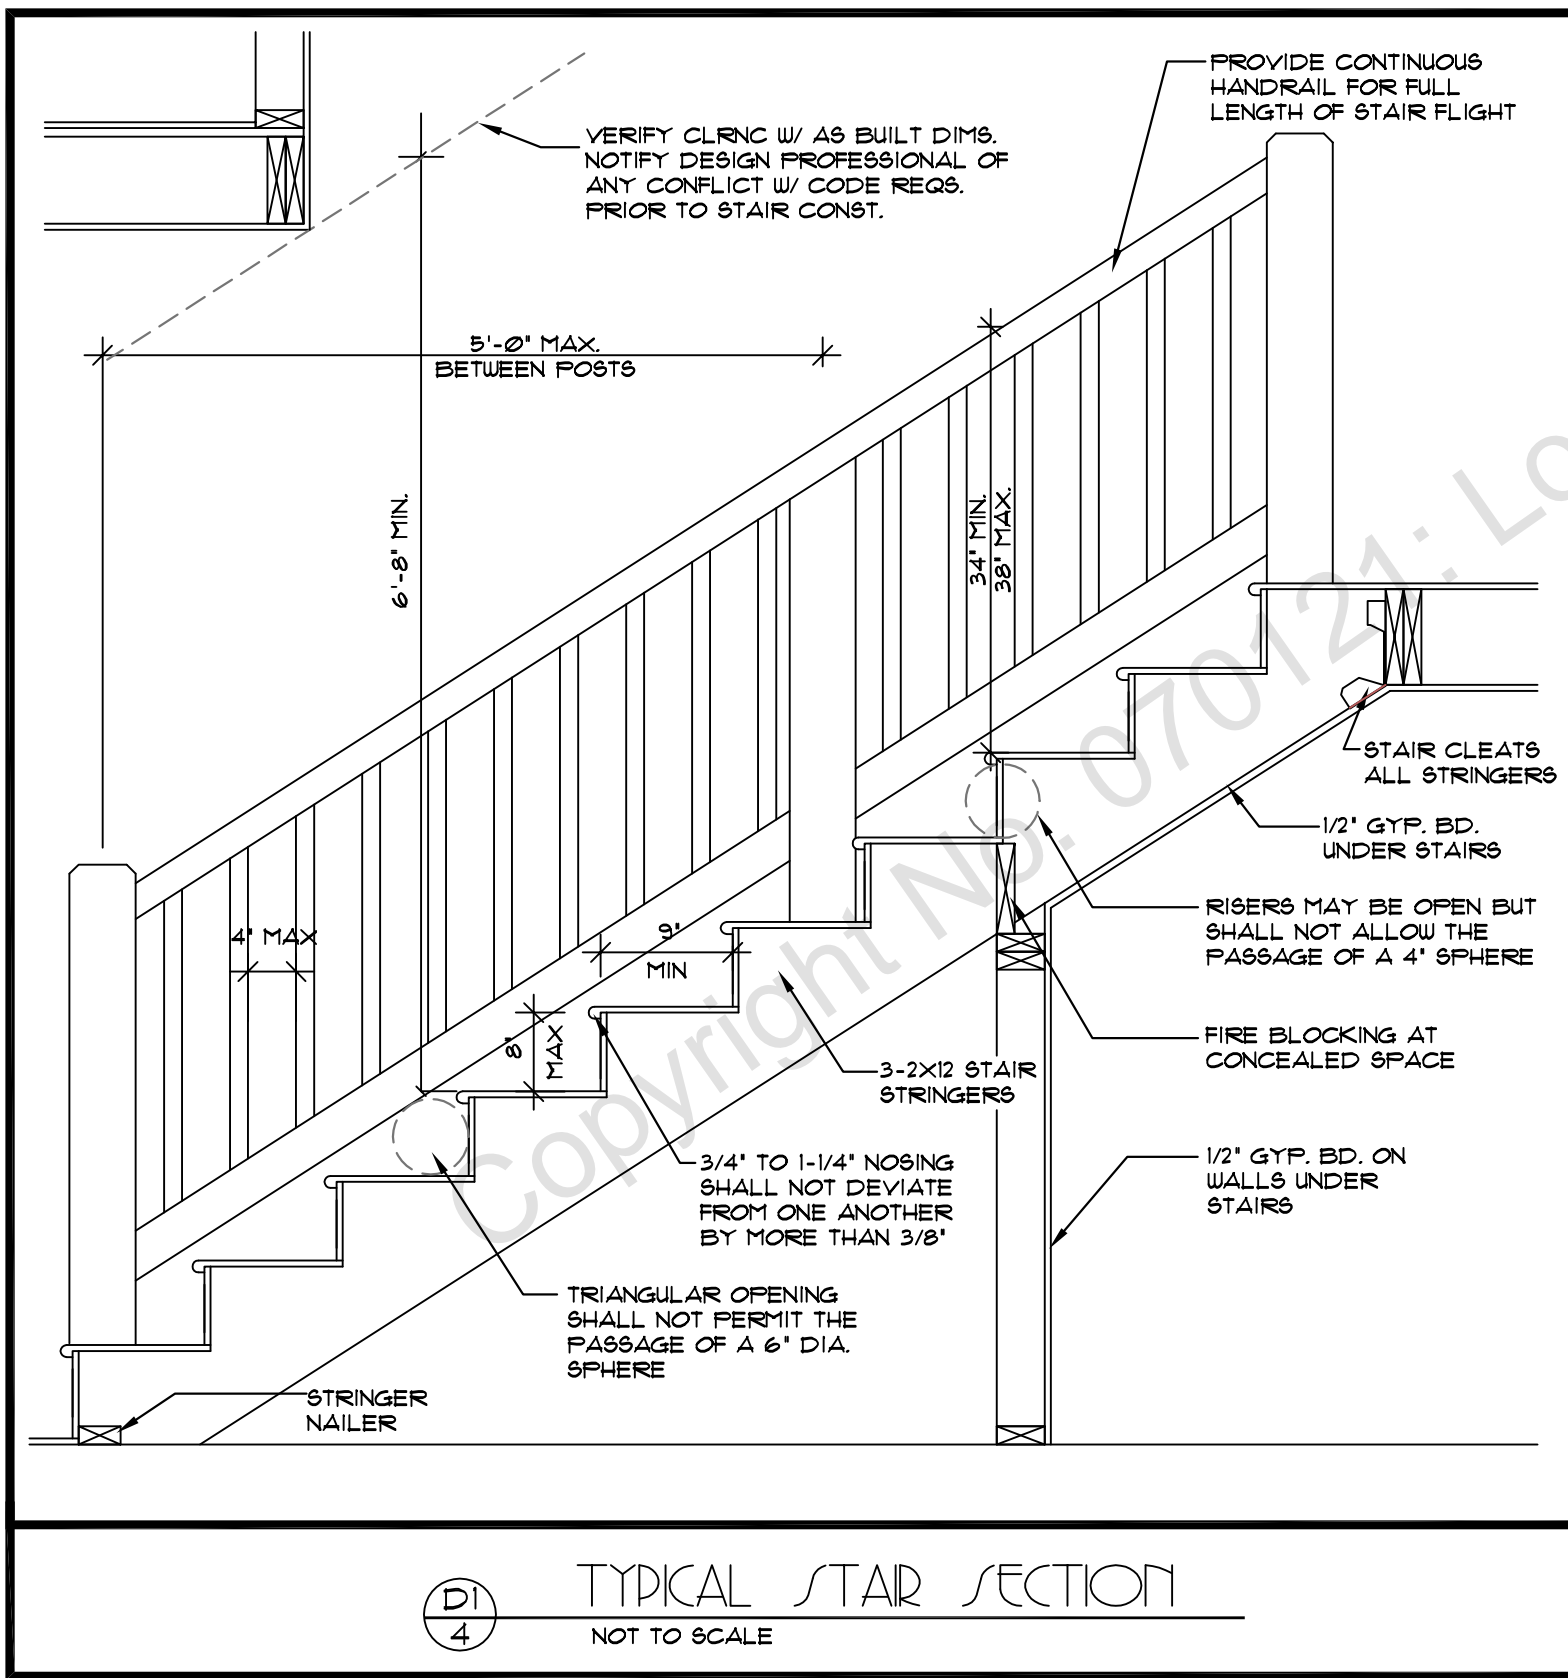 PROVIDE CONTINUOUS
HANDRAIL FOR FULL
LENGTH OF STAIR FLIGHT
VERIFY CLRNC W/ AS BUILT DIMS.
NOTIFY DESIGN PROFESSIONAL OF
ANY CONFLICT W/ CODE REQS.
PRIOR TO STAIR CONST.
5'-0" MAX.
BETWEEN POSTS
6'-8" MIN.
34" MIN.
38" MAX.
4" MAX
9"
MIN
8"
MAX
STAIR CLEATS
ALL STRINGERS
1/2" GYP. BD.
UNDER STAIRS
RISERS MAY BE OPEN BUT
SHALL NOT ALLOW THE
PASSAGE OF A 4" SPHERE
FIRE BLOCKING AT
CONCEALED SPACE
3-2X12 STAIR
STRINGERS
3/4" TO 1-1/4" NOSING
SHALL NOT DEVIATE
FROM ONE ANOTHER
BY MORE THAN 3/8"
1/2" GYP. BD. ON
WALLS UNDER
STAIRS
TRIANGULAR OPENING
SHALL NOT PERMIT THE
PASSAGE OF A 6" DIA.
SPHERE
STRINGER
NAILER
Copyright No. 070121: Lo
D1
4
TYPICAL STAIR SECTION
NOT TO SCALE